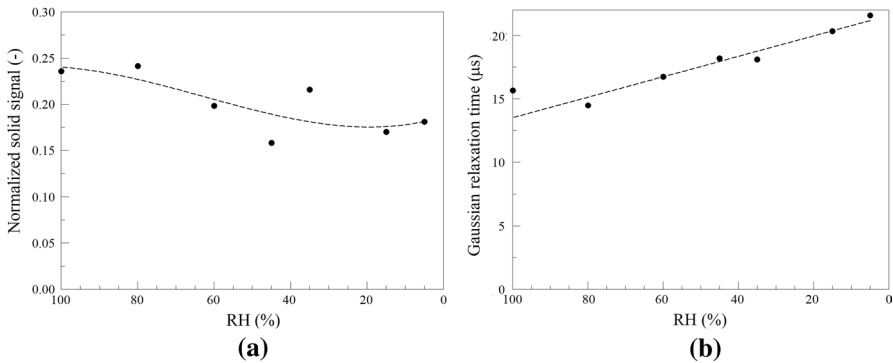 Normalized solid signal (-)
0.30
0.25
0.20
0.15
0.10
0.05
0.00
100 80 60 40 20 0
RH (%)
(a)
Gaussian relaxation time (μs)
20
15
10
5
0
100 80 60 40 20 0
RH (%)
(b)